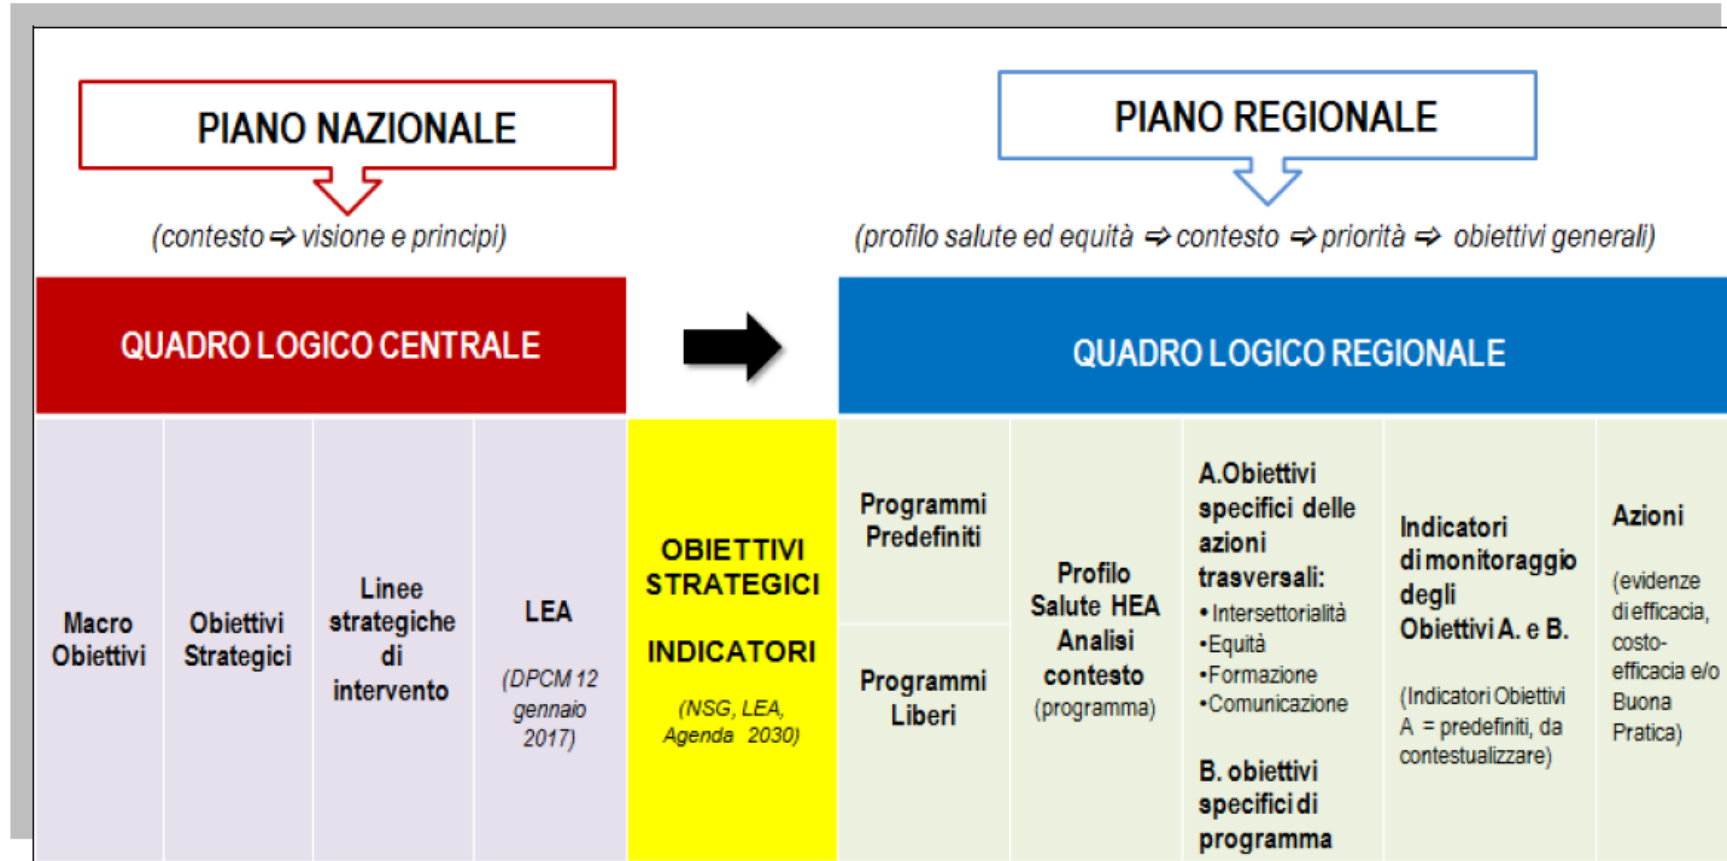 PIANO NAZIONALE
(contesto ⇨ visione e principi)
PIANO REGIONALE
(profilo salute ed equità ⇨ contesto ⇨ priorità ⇨ obiettivi generali)
QUADRO LOGICO CENTRALE
QUADRO LOGICO REGIONALE
Macro
Obiettivi
Obiettivi
Strategici
Linee
strategiche
di
intervento
LEA
(DPCM 12
gennaio
2017)
OBIETTIVI
STRATEGICI
INDICATORI
(NSG, LEA,
Agenda 2030)
Programmi
Predefiniti
Programmi
Liberi
Profilo
Salute HEA
Analisi
contesto
(programma)
A.Obiettivi
specifici delle
azioni
trasversali:
• Intersettorialità
•Equità
•Formazione
•Comunicazione
B. obiettivi
specifici di
programma
Indicatori
di monitoraggio
degli
Obiettivi A. e B.
(Indicatori Obiettivi
A = predefiniti, da
contestualizzare)
Azioni
(evidenze
di efficacia,
costo-
efficacia e/o
Buona
Pratica)